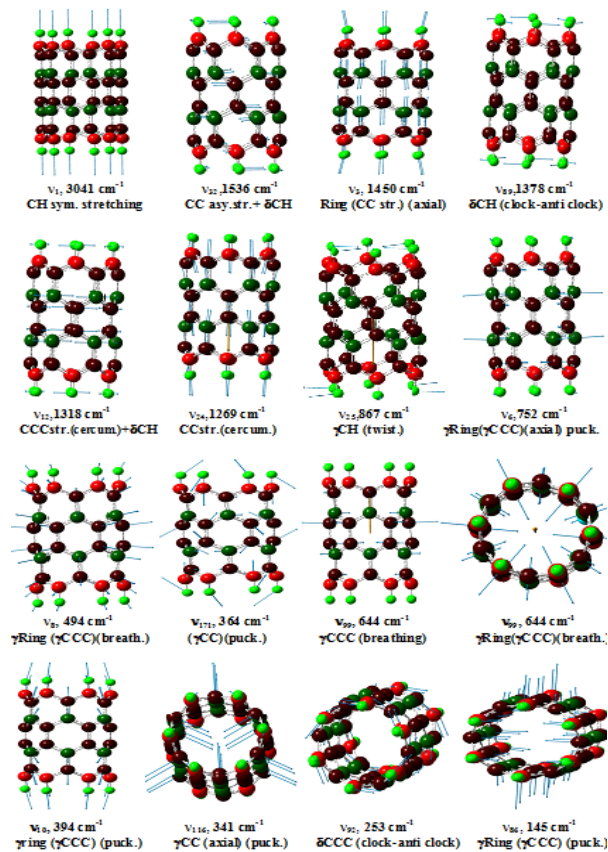 ν₁, 3041 cm⁻¹
CH sym. stretching
ν₃₂,1536 cm⁻¹
CC asy.str.+ δCH
ν₃, 1450 cm⁻¹
Ring (CC str.) (axial)
ν₈₉,1378 cm⁻¹
δCH (clock-anti clock)
ν₁₂,1318 cm⁻¹
CCCstr.(cercum.)+δCH
ν₂₄,1269 cm⁻¹
CCstr.(cercum.)
ν₂₅,867 cm⁻¹
γCH (twist.)
ν₆, 752 cm⁻¹
γRing(γCCC)(axial) puck.
ν₈, 494 cm⁻¹
γRing (γCCC)(breath.)
ν₁₇₁, 364 cm⁻¹
(γCC)(puck.)
ν₉₉, 644 cm⁻¹
γCCC (breathing)
ν₉₉, 644 cm⁻¹
γRing(γCCC)(breath.)
ν₁₀, 394 cm⁻¹
γring (γCCC) (puck.)
ν₁₁₆, 341 cm⁻¹
γCC (axial) (puck.)
ν₉₂, 253 cm⁻¹
δCCC (clock-anti clock)
ν₈₆, 145 cm⁻¹
γRing (γCCC) (puck.)